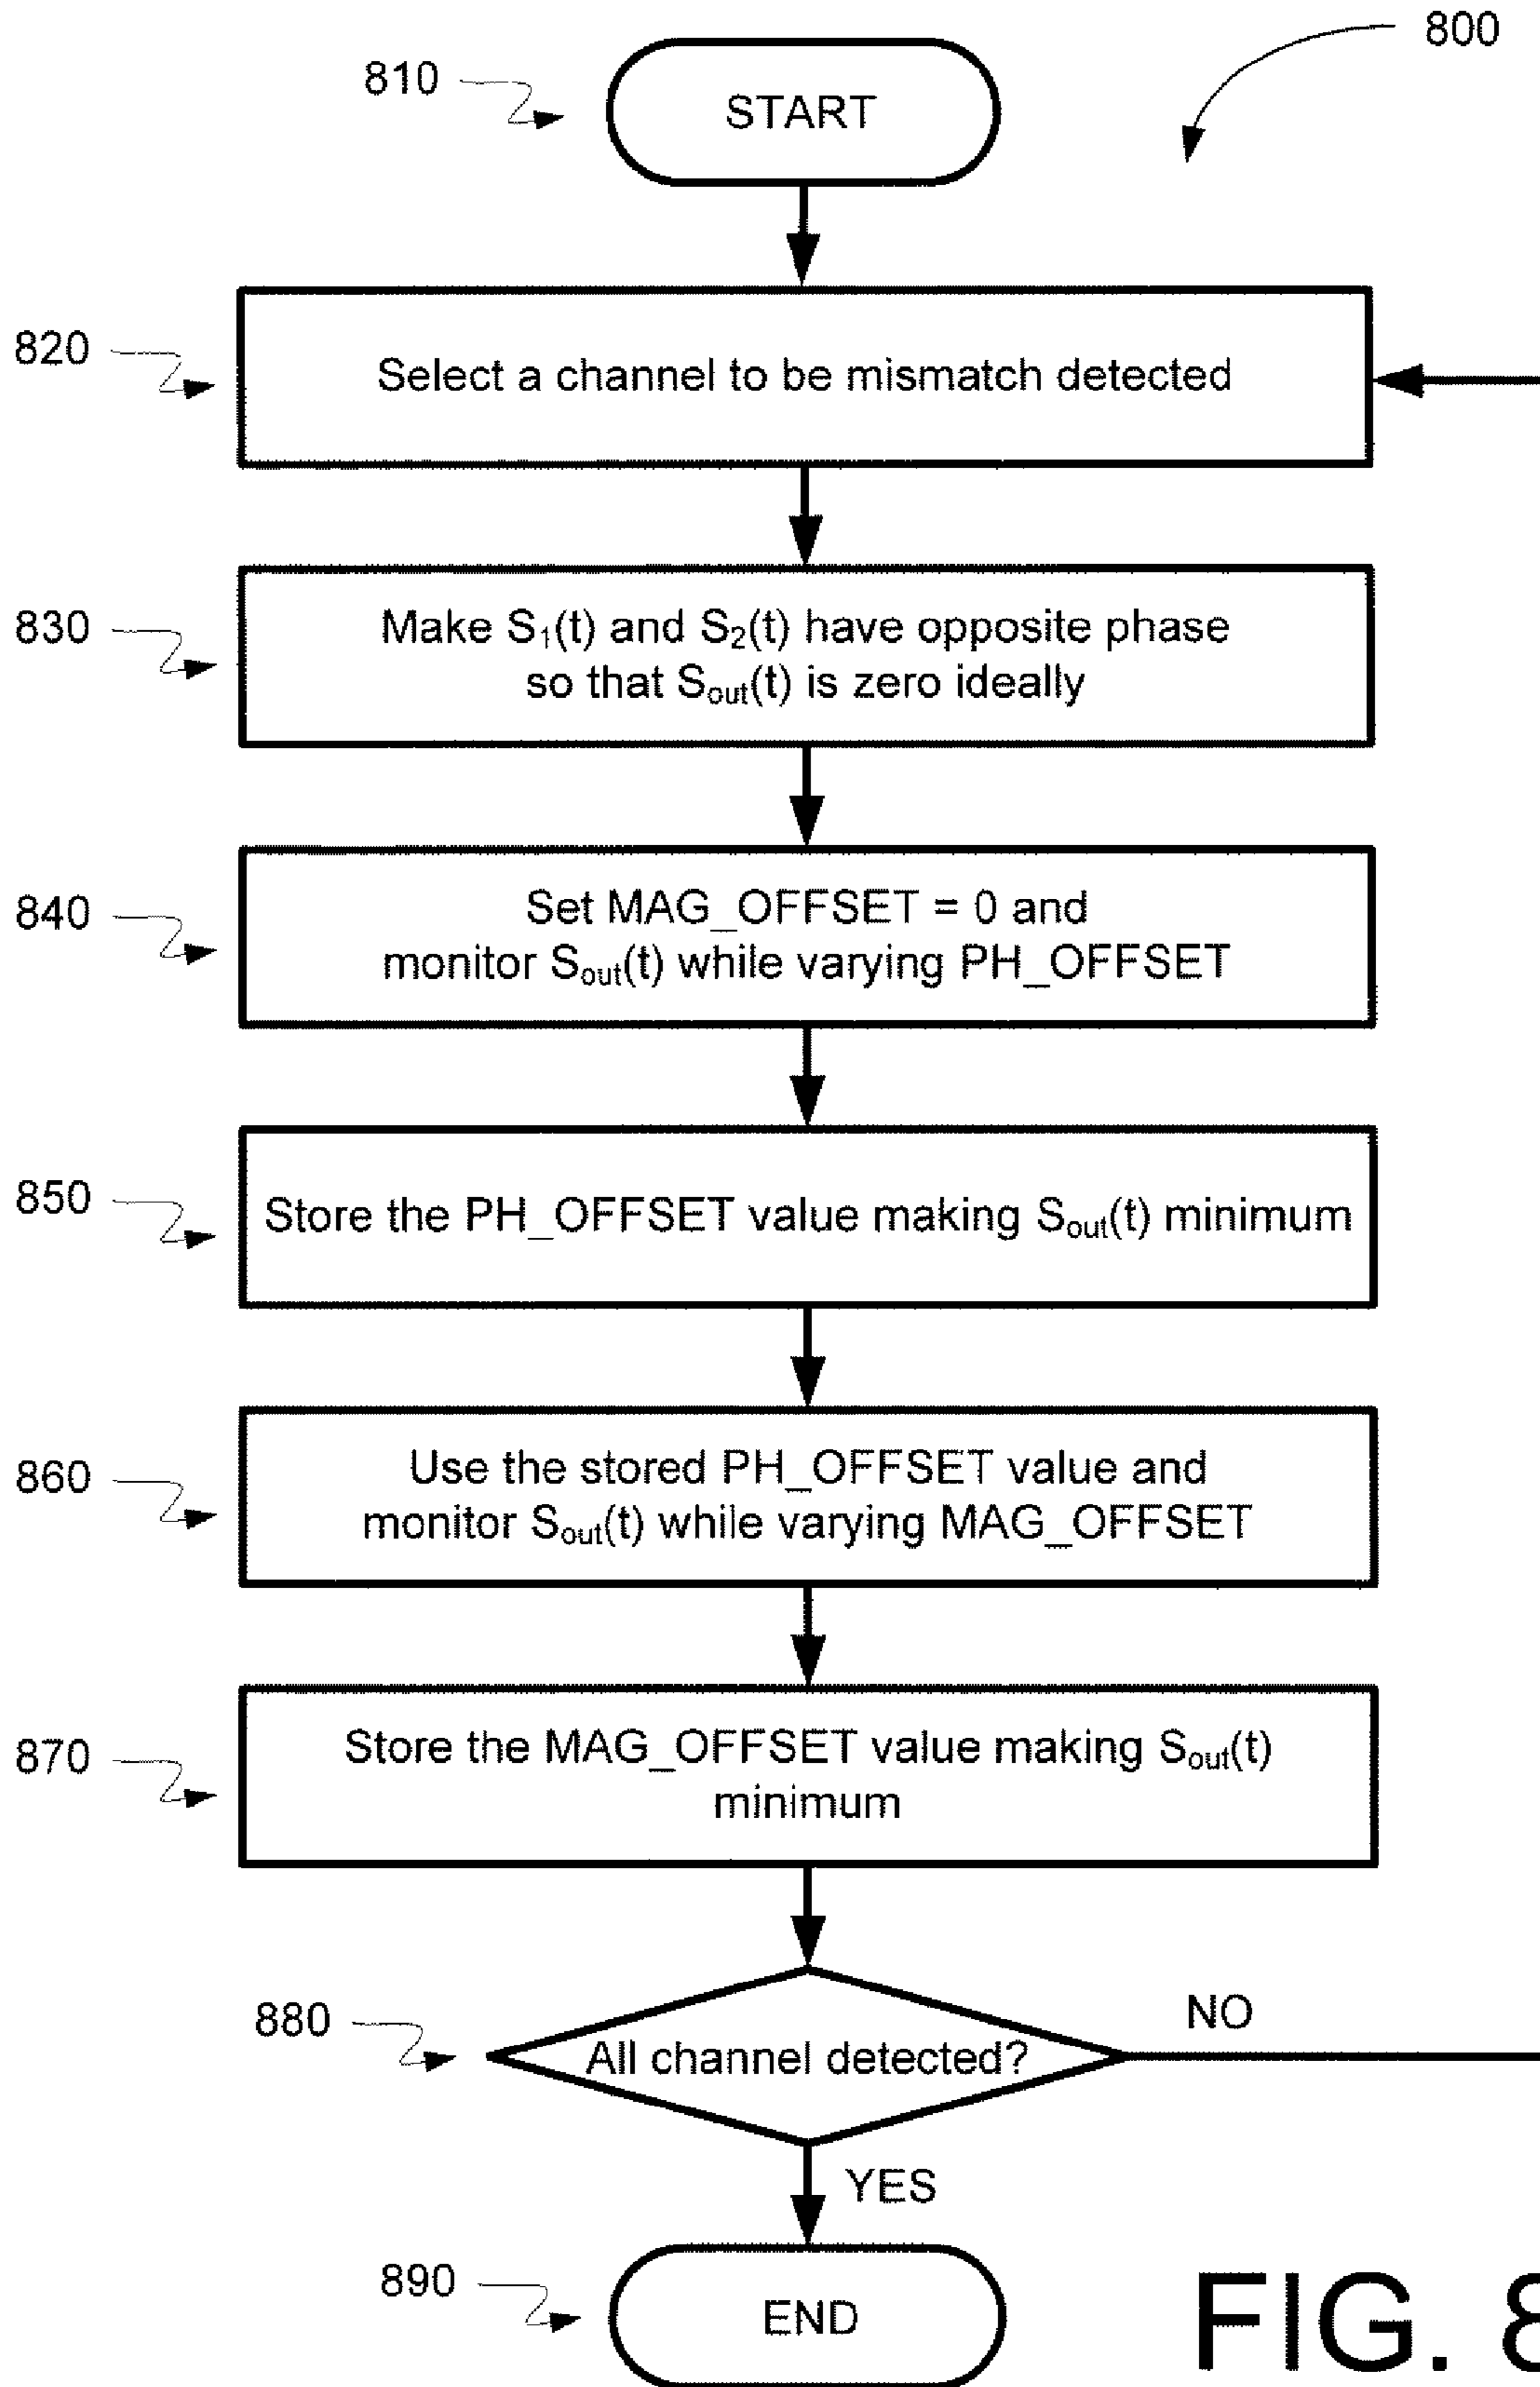 800
810
START
820
Select a channel to be mismatch detected
830
Make S₁(t) and S₂(t) have opposite phase
so that Sout(t) is zero ideally
840
Set MAG_OFFSET = 0 and
monitor Sout(t) while varying PH_OFFSET
850
Store the PH_OFFSET value making Sout(t) minimum
860
Use the stored PH_OFFSET value and
monitor Sout(t) while varying MAG_OFFSET
870
Store the MAG_OFFSET value making Sout(t)
minimum
880
All channel detected?
NO
YES
890
END
FIG. 8